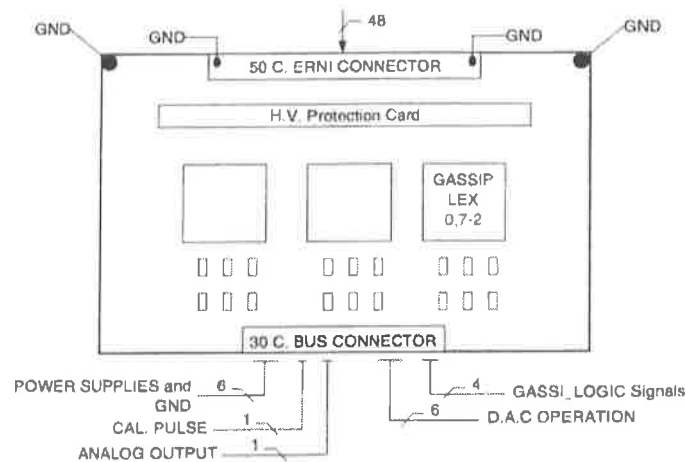 48
GND
GND
GND
GND
50 C. ERNI CONNECTOR
H.V. Protection Card
GASSIP
LEX
0,7-2
30 C. BUS CONNECTOR
POWER SUPPLIES and
GND
6
CAL. PULSE
1
ANALOG OUTPUT
1
4
GASSI_LOGIC Signals
6
D.A.C OPERATION